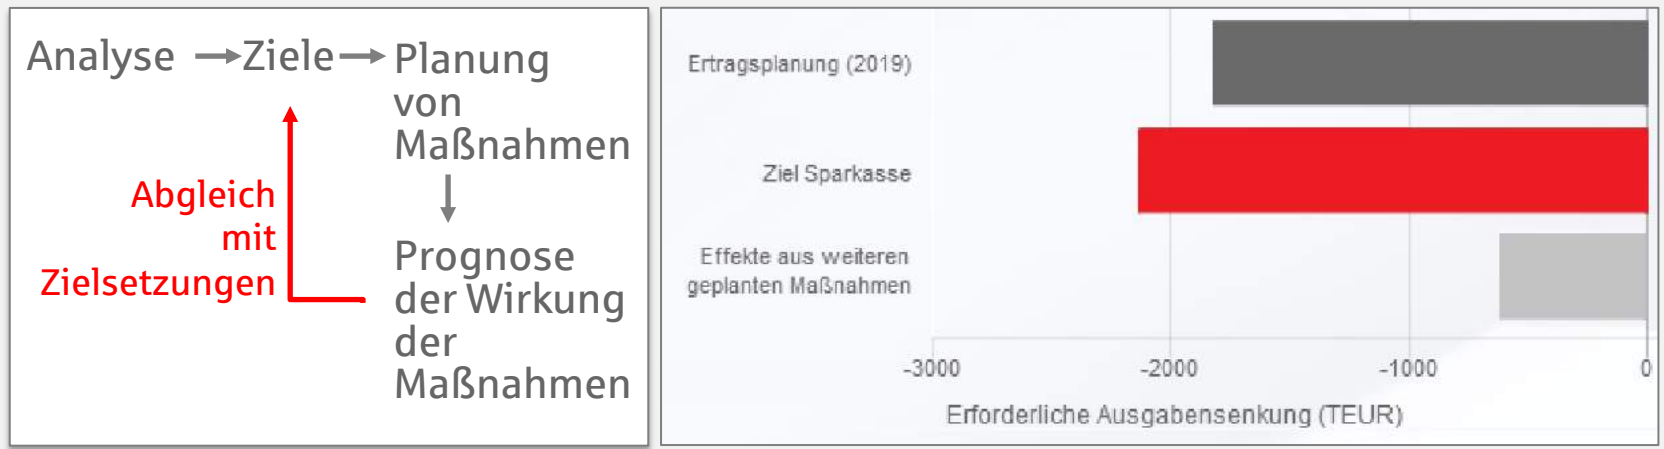 Analyse
Ziele
Planung
von
Maßnahmen
Abgleich
mit
Zielsetzungen
Prognose
der Wirkung
der
Maßnahmen
Ertragsplanung (2019)
Ziel Sparkasse
Effekte aus weiteren
geplanten Maßnahmen
-3000
-2000
-1000
0
Erforderliche Ausgabensenkung (TEUR)